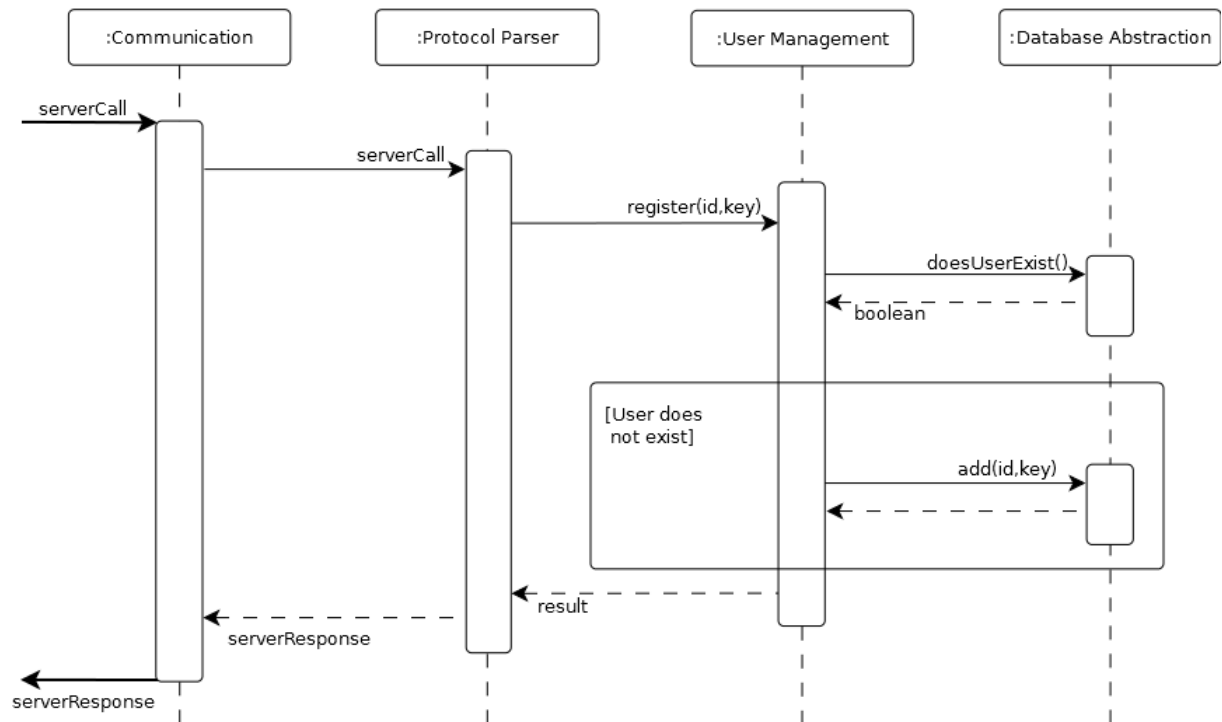 :Communication
:Protocol Parser
:User Management
:Database Abstraction
serverCall
serverCall
register(id,key)
doesUserExist()
boolean
[User does
not exist]
add(id,key)
result
serverResponse
serverResponse